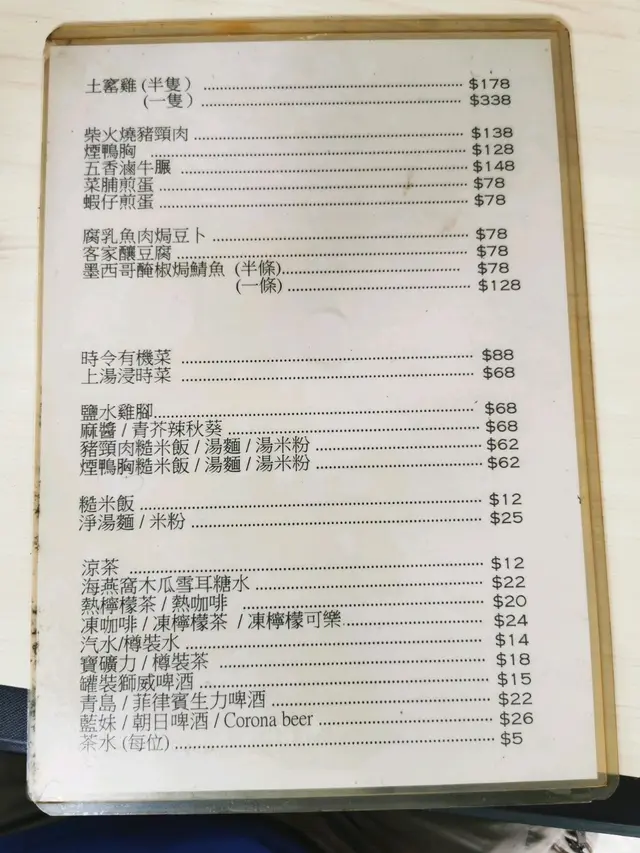 土窰雞 (半隻) $178
(一隻) $338
柴火燒豬頸肉 $138
煙鴨胸 $128
五香滷牛𦟌 $148
菜脯煎蛋 $78
蝦仔煎蛋 $78
腐乳魚肉焗豆卜 $78
客家釀豆腐 $78
墨西哥醃椒焗鯖魚 (半條) $78
(一條) $128
時令有機菜 $88
上湯浸時菜 $68
鹽水雞腳 $68
麻醬 / 青芥辣秋葵 $68
豬頸肉糙米飯 / 湯麵 / 湯米粉 $62
煙鴨胸糙米飯 / 湯麵 / 湯米粉 $62
糙米飯 $12
淨湯麵 / 米粉 $25
涼茶 $12
海燕窩木瓜雪耳糖水 $22
熱檸檬茶 / 熱咖啡 $20
凍咖啡 / 凍檸檬茶 / 凍檸檬可樂 $24
汽水/樽裝水 $14
寶礦力 / 樽裝茶 $18
罐裝獅威啤酒 $15
青島 / 菲律賓生力啤酒 $22
藍妹 / 朝日啤酒 / Corona beer $26
茶水 (每位) $5